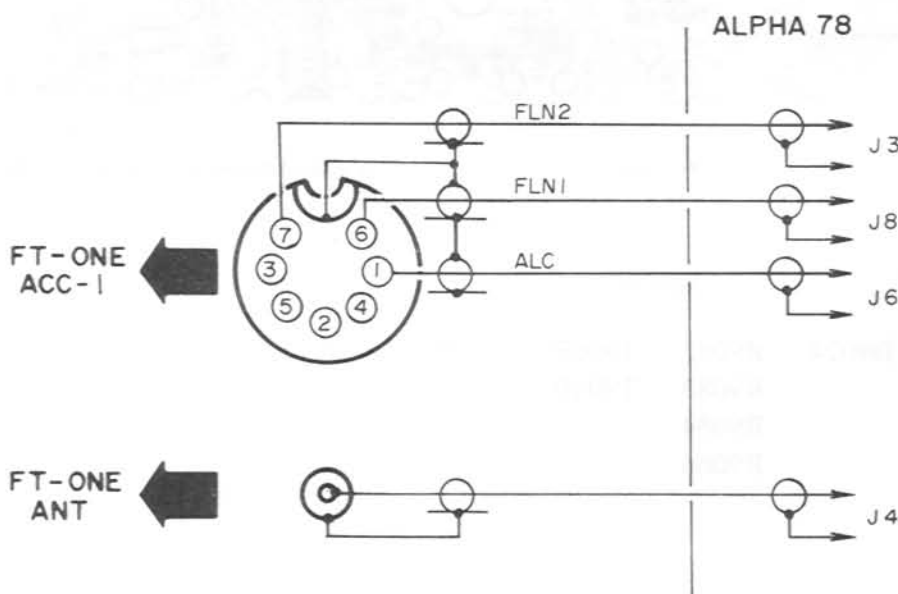 ALPHA 78
FLN2
J3
FLN1
7
6
J8
FT-ONE
ACC-1
3
1
ALC
5
4
J6
2
FT-ONE
ANT
J4